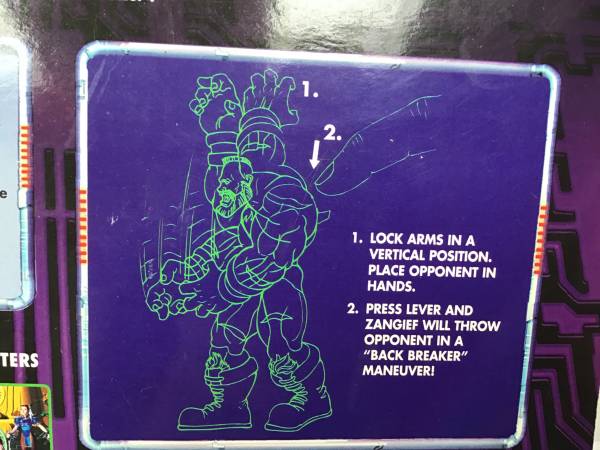 1.
2.
1. LOCK ARMS IN A
VERTICAL POSITION.
PLACE OPPONENT IN
HANDS.
2. PRESS LEVER AND
ZANGIEF WILL THROW
OPPONENT IN A
“BACK BREAKER”
MANEUVER!
e
TERS